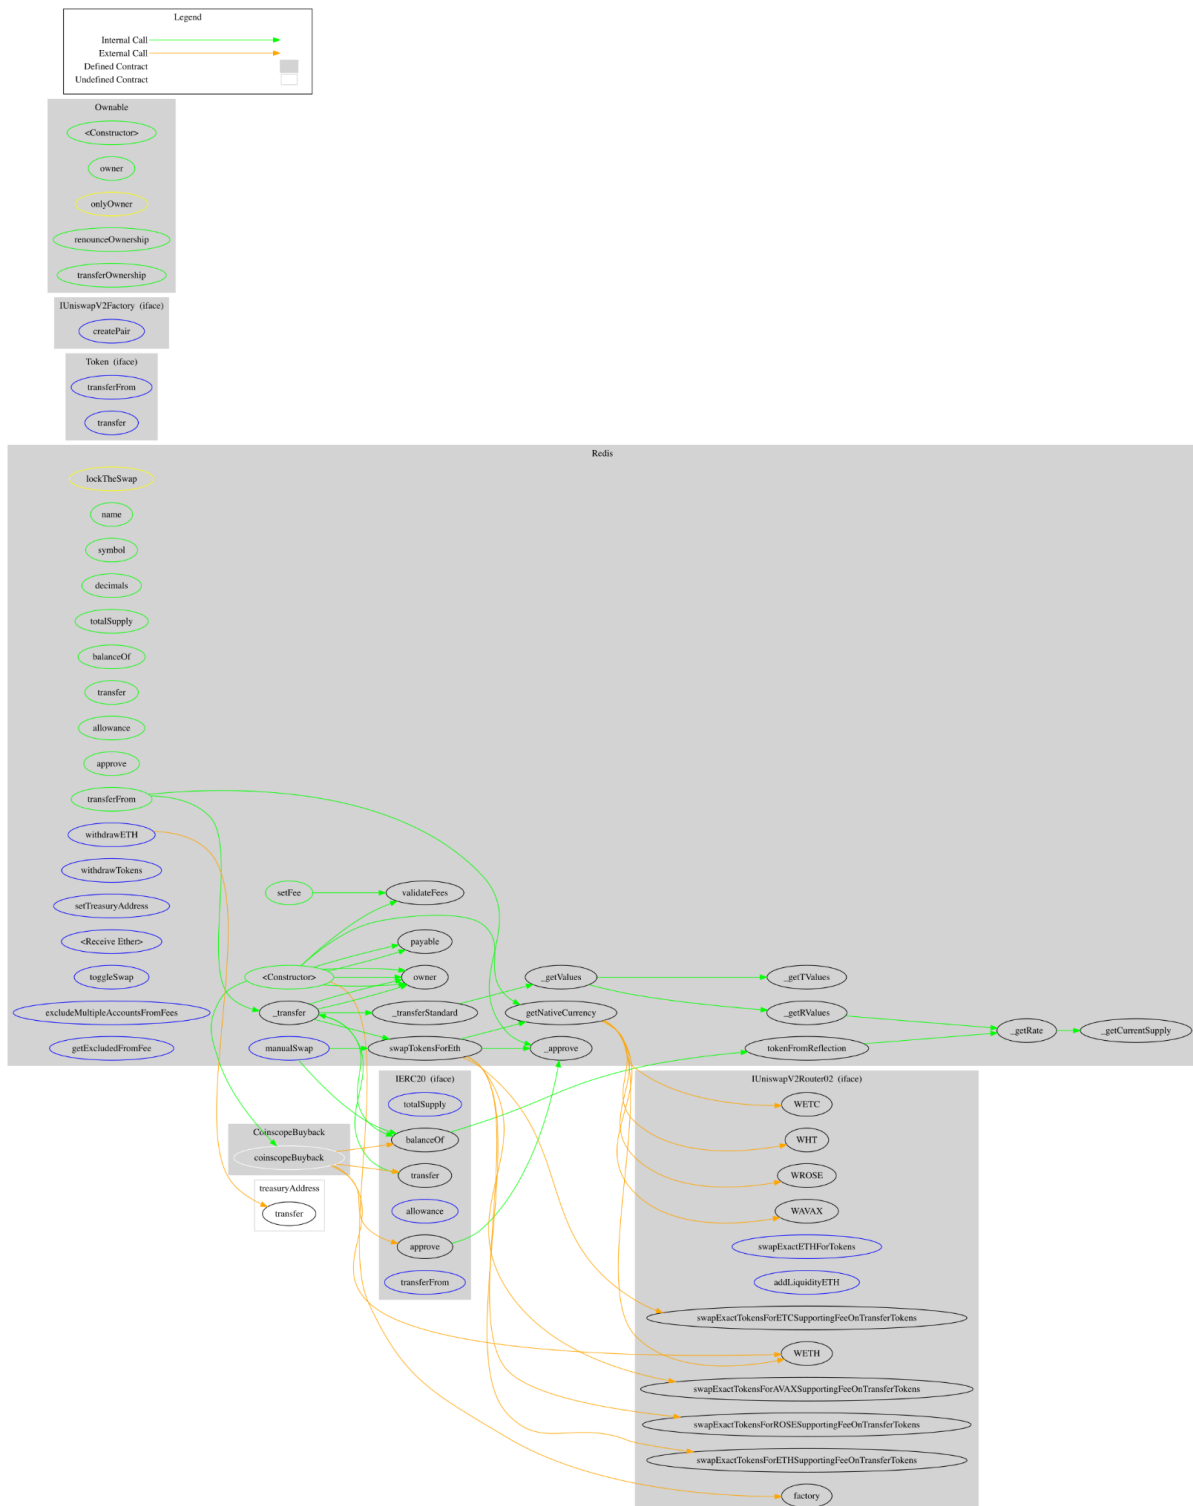 Legend
Internal Call
External Call
Defined Contract
Undefined Contract
Ownable
<Constructor>
owner
onlyOwner
renounceOwnership
transferOwnership
IUniswapV2Factory (iface)
createPair
Token (iface)
transferFrom
transfer
Redis
lockTheSwap
name
symbol
decimals
totalSupply
balanceOf
transfer
allowance
approve
transferFrom
withdrawETH
withdrawTokens
setTreasuryAddress
<Receive Ether>
toggleSwap
excludeMultipleAccountsFromFees
getExcludedFromFee
setFee
validateFees
payable
<Constructor>
owner
_getValues
_getTValues
_transfer
_transferStandard
getNativeCurrency
_getRValues
_getRate
_getCurrentSupply
manualSwap
swapTokensForEth
_approve
tokenFromReflection
IERC20 (iface)
totalSupply
balanceOf
transfer
allowance
approve
transferFrom
CoinscopeBuyback
coinscopeBuyback
treasuryAddress
transfer
IUniswapV2Router02 (iface)
WETC
WHT
WROSE
WAVAX
swapExactETHForTokens
addLiquidityETH
swapExactTokensForETCSupportingFeeOnTransferTokens
WETH
swapExactTokensForAVAXSupportingFeeOnTransferTokens
swapExactTokensForROSESupportingFeeOnTransferTokens
swapExactTokensForETHSupportingFeeOnTransferTokens
factory